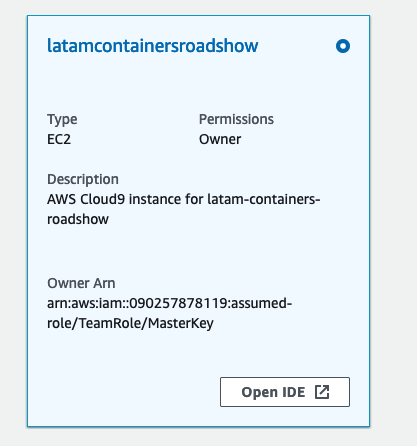 latamcontainersroadshow
Type
Permissions
EC2
Owner
Description
AWS Cloud9 instance for latam-containers-
roadshow
Owner Arn
arn:aws:iam::090257878119:assumed-
role/TeamRole/MasterKey
Open IDE